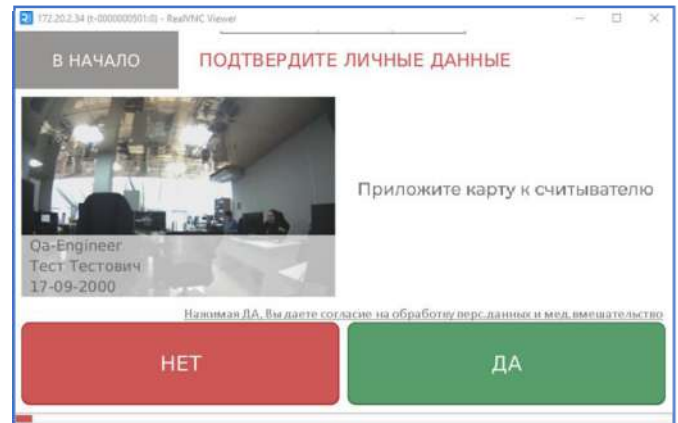 172.20.2.34 (t-0000000501:0) - RealVNC Viewer
В НАЧАЛО
ПОДТВЕРДИТЕ ЛИЧНЫЕ ДАННЫЕ
Приложите карту к считывателю
Qa-Engineer
Тест Тестович
17-09-2000
Нажимая ДА, Вы даете согласие на обработку перс.данных и мед.вмешательство
НЕТ
ДА